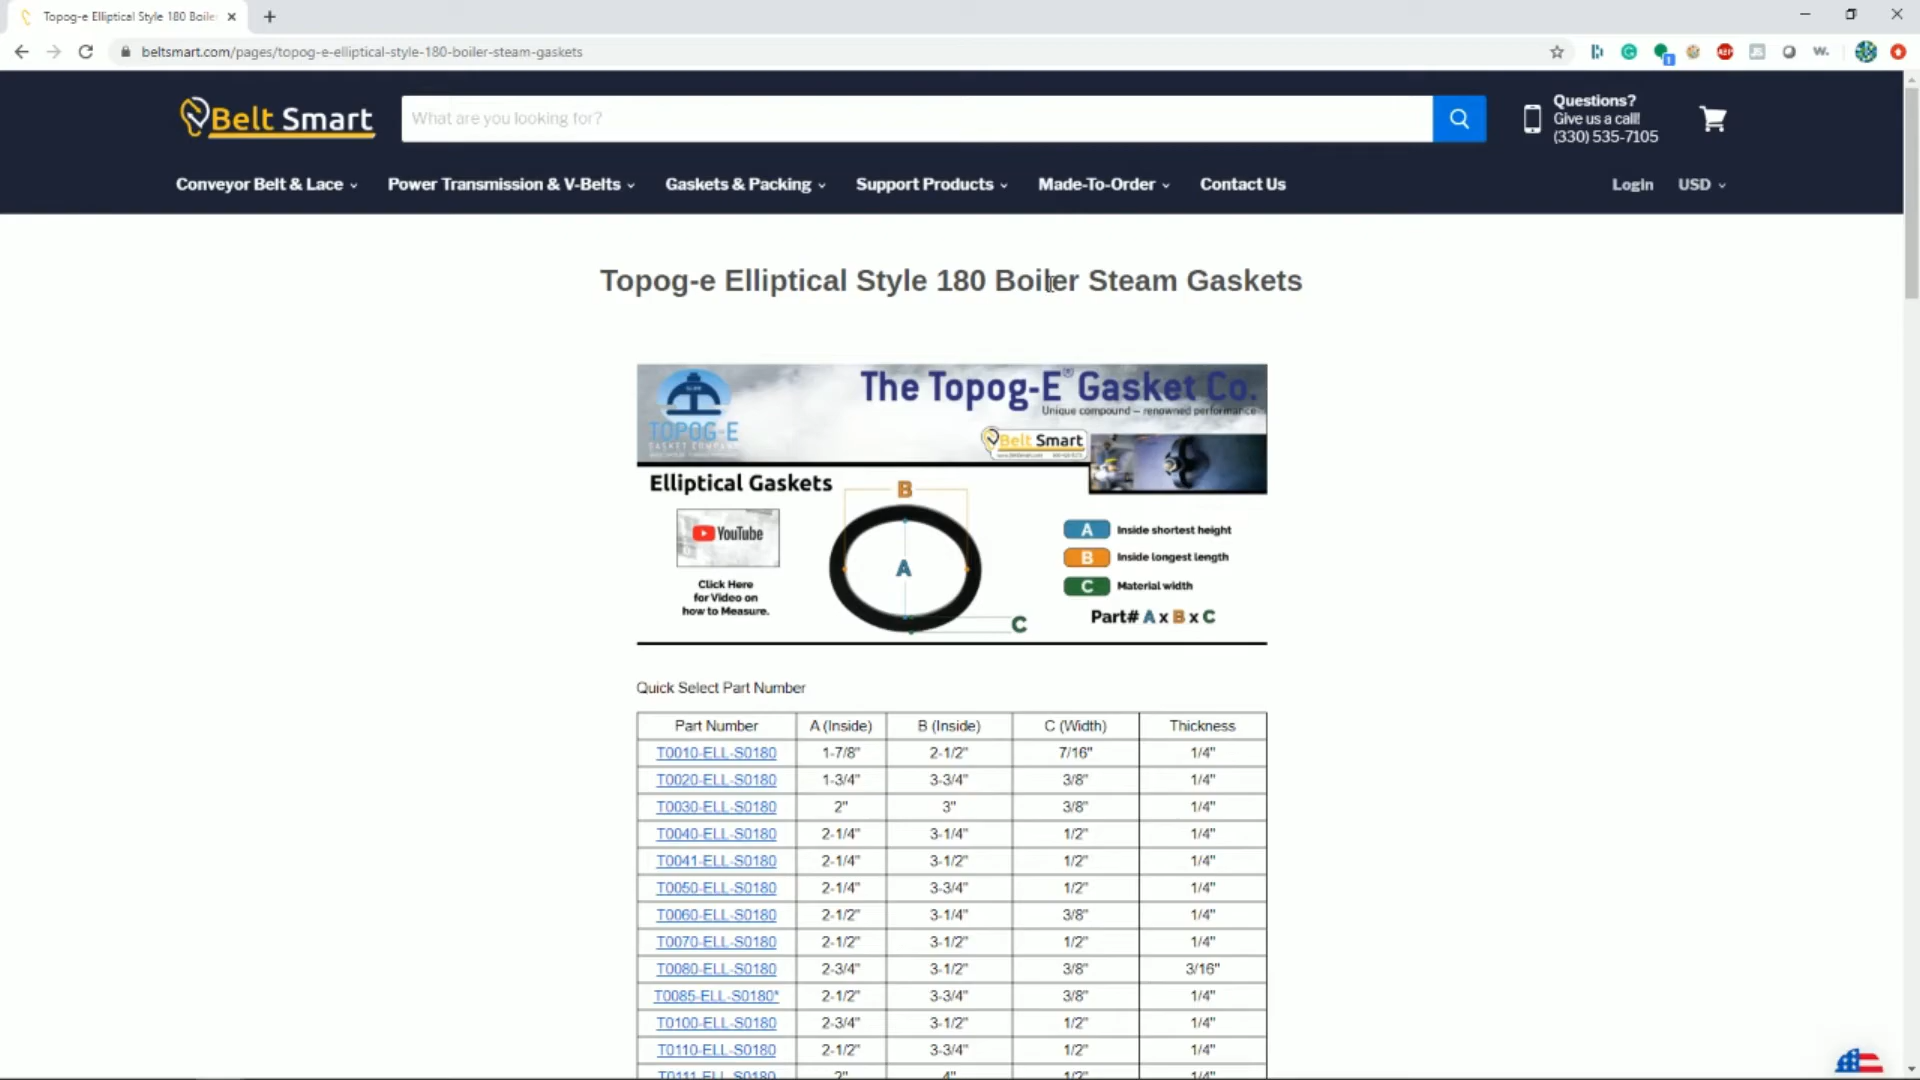 Topog-e Elliptical Style 180 Boile
beltsmart.com/pages/topog-e-elliptical-style-180-boiler-steam-gaskets
Belt Smart
What are you looking for?
Questions?
Give us a call!
(330) 535-7105
Conveyor Belt & Lace
Power Transmission & V-Belts
Gaskets & Packing
Support Products
Made-To-Order
Contact Us
Login
USD
Topog-e Elliptical Style 180 Boiler Steam Gaskets
The Topog-E® Gasket Co.
Unique compound – renowned performance
TOPOG-E
GASKET COMPANY
Belt Smart
Elliptical Gaskets
YouTube
Click Here
for Video on
how to Measure.
B
A
C
A Inside shortest height
B Inside longest length
C Material width
Part# A x B x C
Quick Select Part Number
Part Number A (Inside) B (Inside) C (Width) Thickness
T0010-ELL-S0180 1-7/8" 2-1/2" 7/16" 1/4"
T0020-ELL-S0180 1-3/4" 3-3/4" 3/8" 1/4"
T0030-ELL-S0180 2" 3" 3/8" 1/4"
T0040-ELL-S0180 2-1/4" 3-1/4" 1/2" 1/4"
T0041-ELL-S0180 2-1/4" 3-1/2" 1/2" 1/4"
T0050-ELL-S0180 2-1/4" 3-3/4" 1/2" 1/4"
T0060-ELL-S0180 2-1/2" 3-1/4" 3/8" 1/4"
T0070-ELL-S0180 2-1/2" 3-1/2" 1/2" 1/4"
T0080-ELL-S0180 2-3/4" 3-1/2" 3/8" 3/16"
T0085-ELL-S0180* 2-1/2" 3-3/4" 3/8" 1/4"
T0100-ELL-S0180 2-3/4" 3-1/2" 1/2" 1/4"
T0110-ELL-S0180 2-1/2" 3-3/4" 1/2" 1/4"
T0111-ELL-S0180 2" 4" 1/2" 1/4"